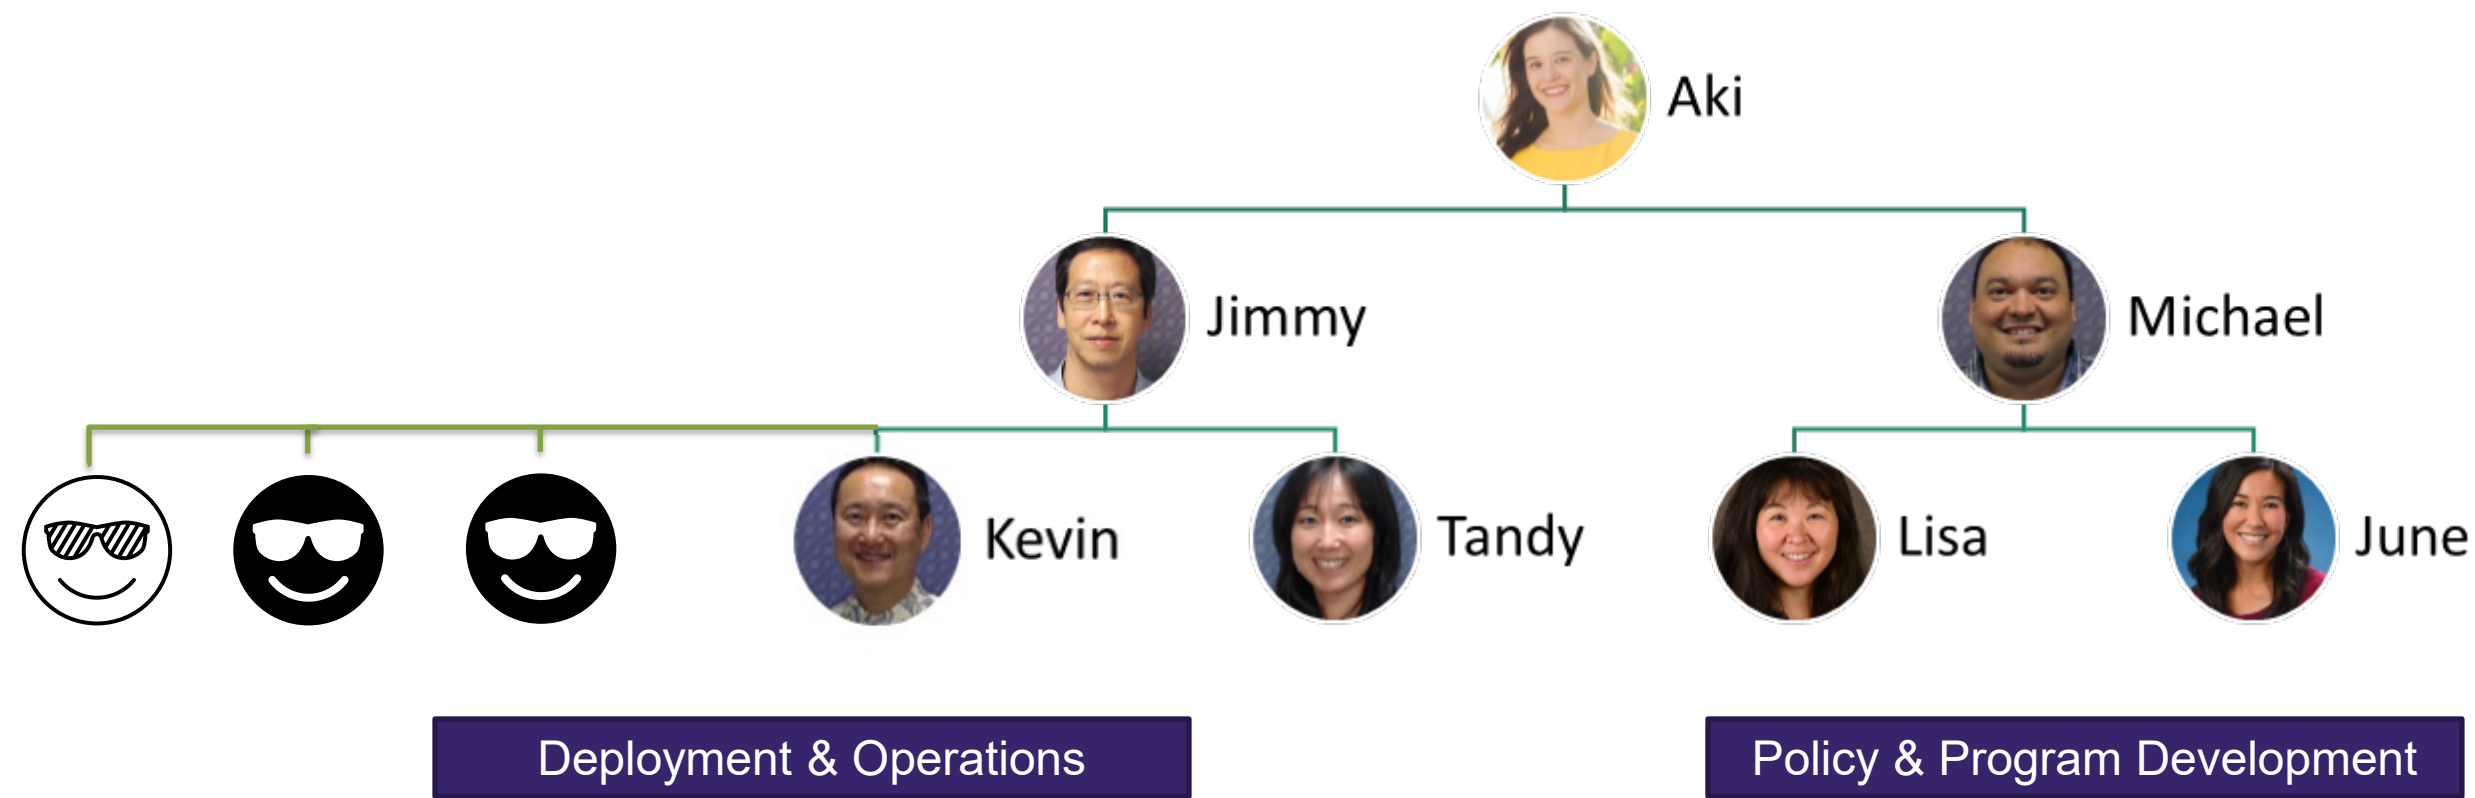 Aki
Jimmy
Michael
Kevin
Tandy
Lisa
June
Deployment & Operations
Policy & Program Development